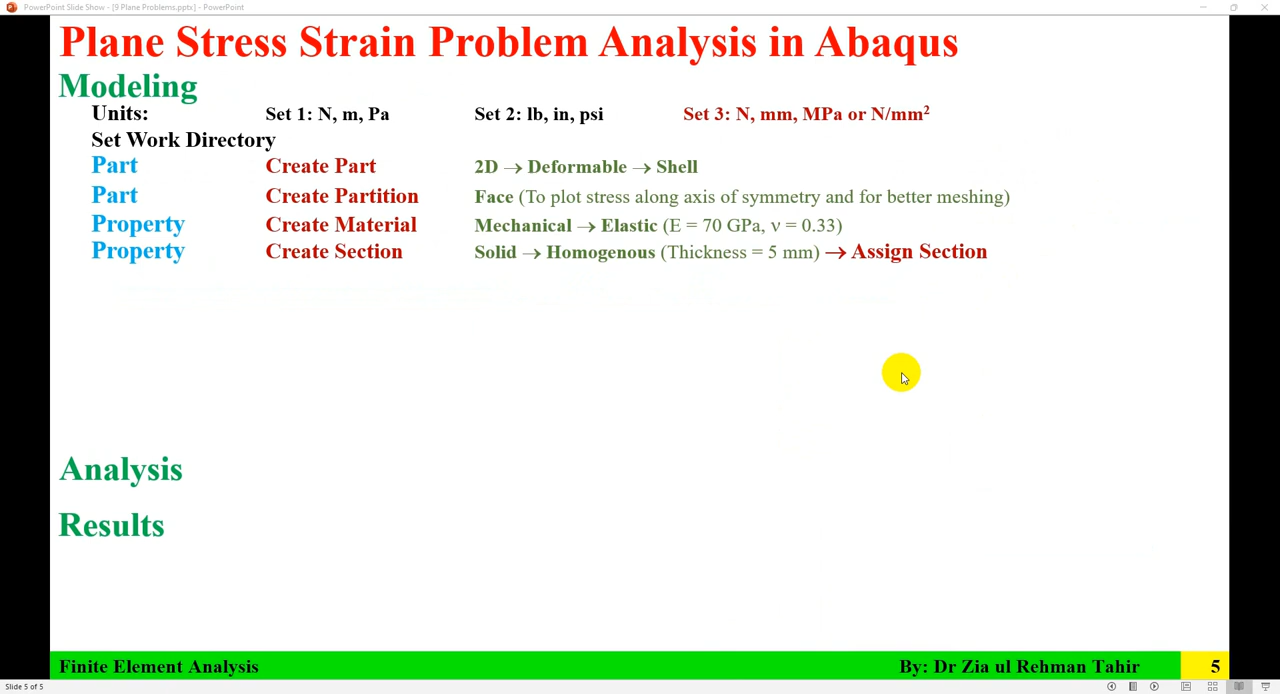 PowerPoint Slide Show - [9 Plane Problems.pptx] - PowerPoint
Plane Stress Strain Problem Analysis in Abaqus
Modeling
Units: Set 1: N, m, Pa Set 2: lb, in, psi Set 3: N, mm, MPa or N/mm²
Set Work Directory
Part Create Part 2D → Deformable → Shell
Part Create Partition Face (To plot stress along axis of symmetry and for better meshing)
Property Create Material Mechanical → Elastic (E = 70 GPa, ν = 0.33)
Property Create Section Solid → Homogenous (Thickness = 5 mm) → Assign Section
Analysis
Results
Finite Element Analysis By: Dr Zia ul Rehman Tahir 5
Slide 5 of 5